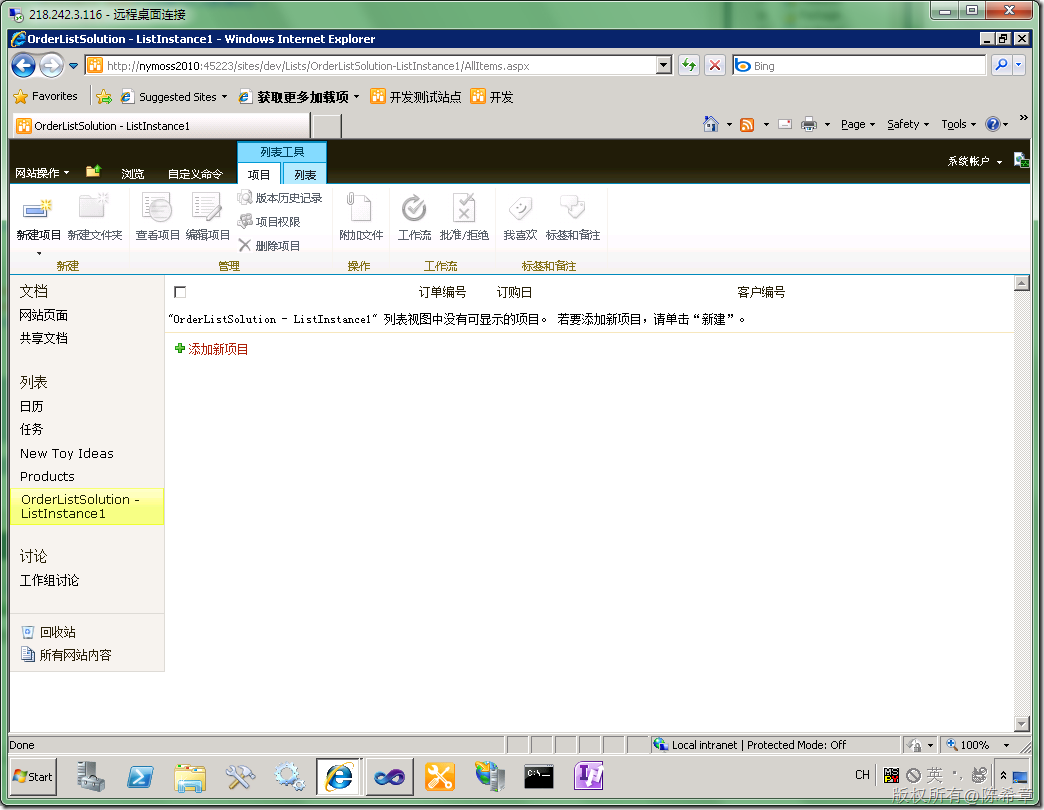 218.242.3.116 - 远程桌面连接
OrderListSolution - ListInstance1 - Windows Internet Explorer
http://nymoss2010:45223/sites/dev/Lists/OrderListSolution-ListInstance1/AllItems.aspx
Bing
Favorites
Suggested Sites
获取更多加载项
开发测试站点
开发
OrderListSolution - ListInstance1
Page
Safety
Tools
列表工具
系统帐户
网站操作
浏览
自定义命令
项目
列表
新建项目
新建文件夹
查看项目
编辑项目
版本历史记录
项目权限
删除项目
附加文件
工作流
批准/拒绝
我喜欢
标签和备注
新建
管理
操作
工作流
标签和备注
文档
网站页面
共享文档
列表
日历
任务
New Toy Ideas
Products
OrderListSolution -
ListInstance1
讨论
工作组讨论
回收站
所有网站内容
订单编号
订购日
客户编号
"OrderListSolution - ListInstance1" 列表视图中没有可显示的项目。 若要添加新项目，请单击“新建”。
添加新项目
Done
Local intranet | Protected Mode: Off
100%
Start
C:\
CH
英
版权所有@陈希章